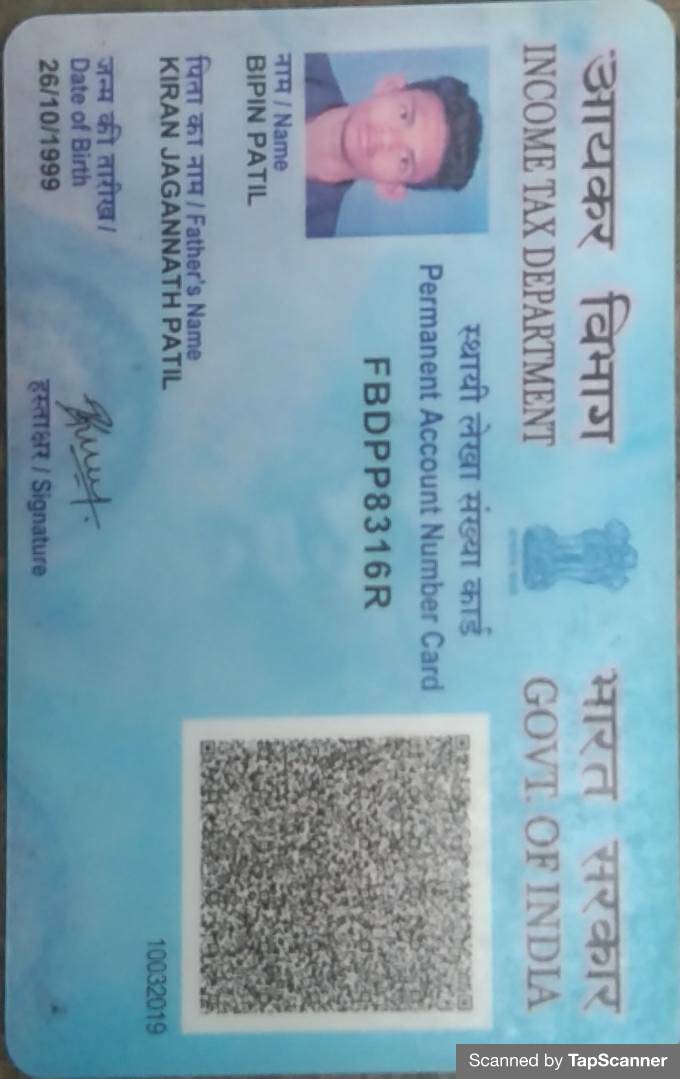 आयकर विभाग
INCOME TAX DEPARTMENT
भारत सरकार
GOVT. OF INDIA
स्थायी लेखा संख्या कार्ड
Permanent Account Number Card
FBDPP8316R
नाम / Name
BIPIN PATIL
पिता का नाम / Father's Name
KIRAN JAGANNATH PATIL
जन्म की तारीख /
Date of Birth
26/10/1999
हस्ताक्षर / Signature
10032019
Scanned by TapScanner